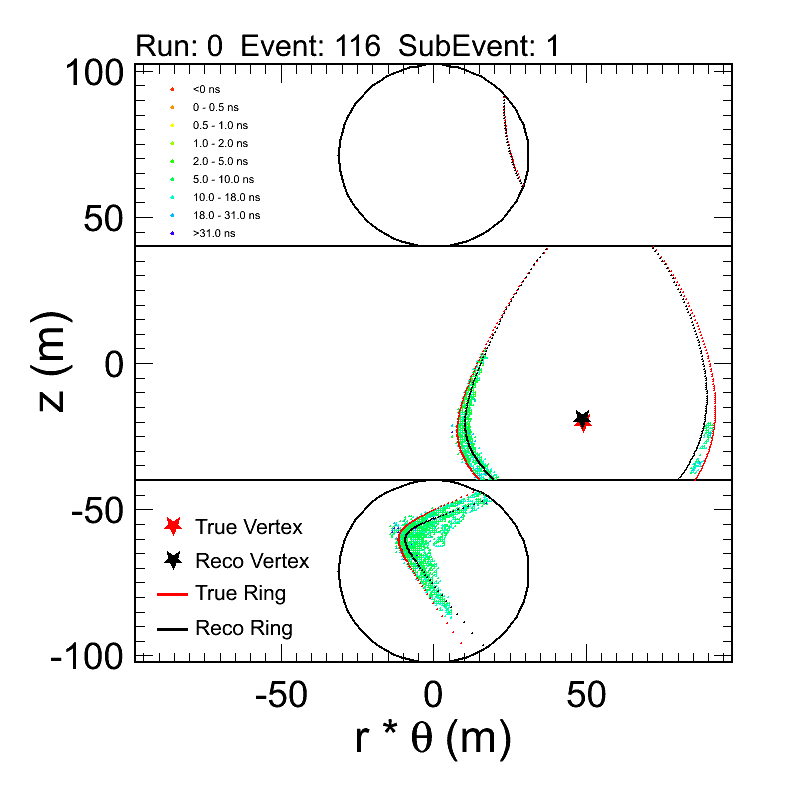 Run: 0  Event: 116  SubEvent: 1
100
<0 ns
0 - 0.5 ns
0.5 - 1.0 ns
1.0 - 2.0 ns
2.0 - 5.0 ns
5.0 - 10.0 ns
10.0 - 18.0 ns
18.0 - 31.0 ns
>31.0 ns
50
0
z (m)
-50
True Vertex
Reco Vertex
True Ring
Reco Ring
-100
-50 0 50
r * θ (m)